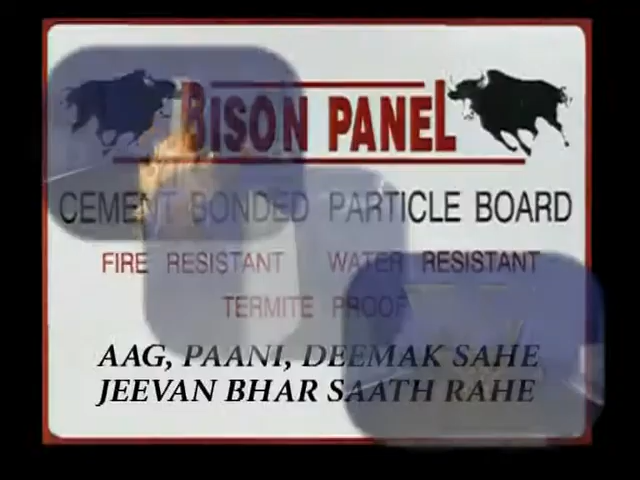 BISON PANEL
CEMENT BONDED PARTICLE BOARD
FIRE RESISTANT WATER RESISTANT
TERMITE PROOF
AAG, PAANI, DEEMAK SAHE
JEEVAN BHAR SAATH RAHE